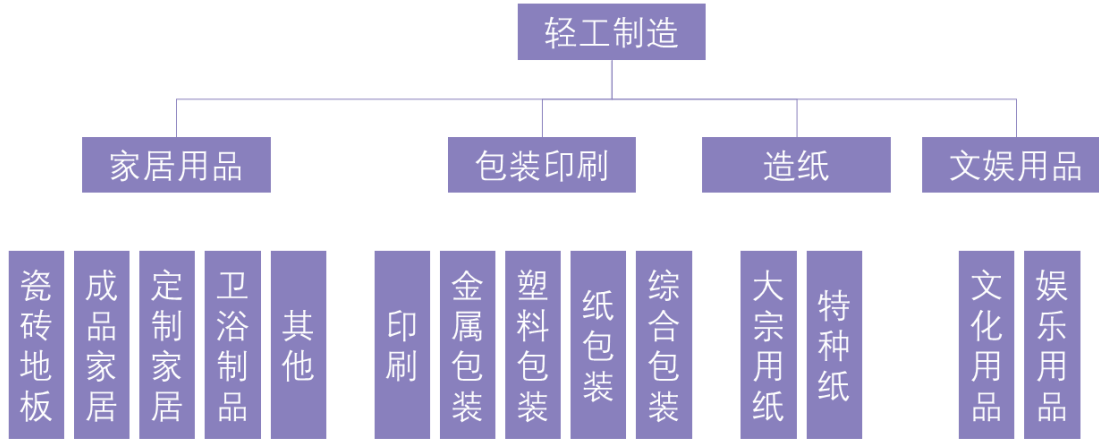 轻工制造
家居用品
包装印刷
造纸
文娱用品
瓷砖地板
成品家居
定制家居
卫浴制品
其他
印刷
金属包装
塑料包装
纸包装
综合包装
大宗用纸
特种纸
文化用品
娱乐用品